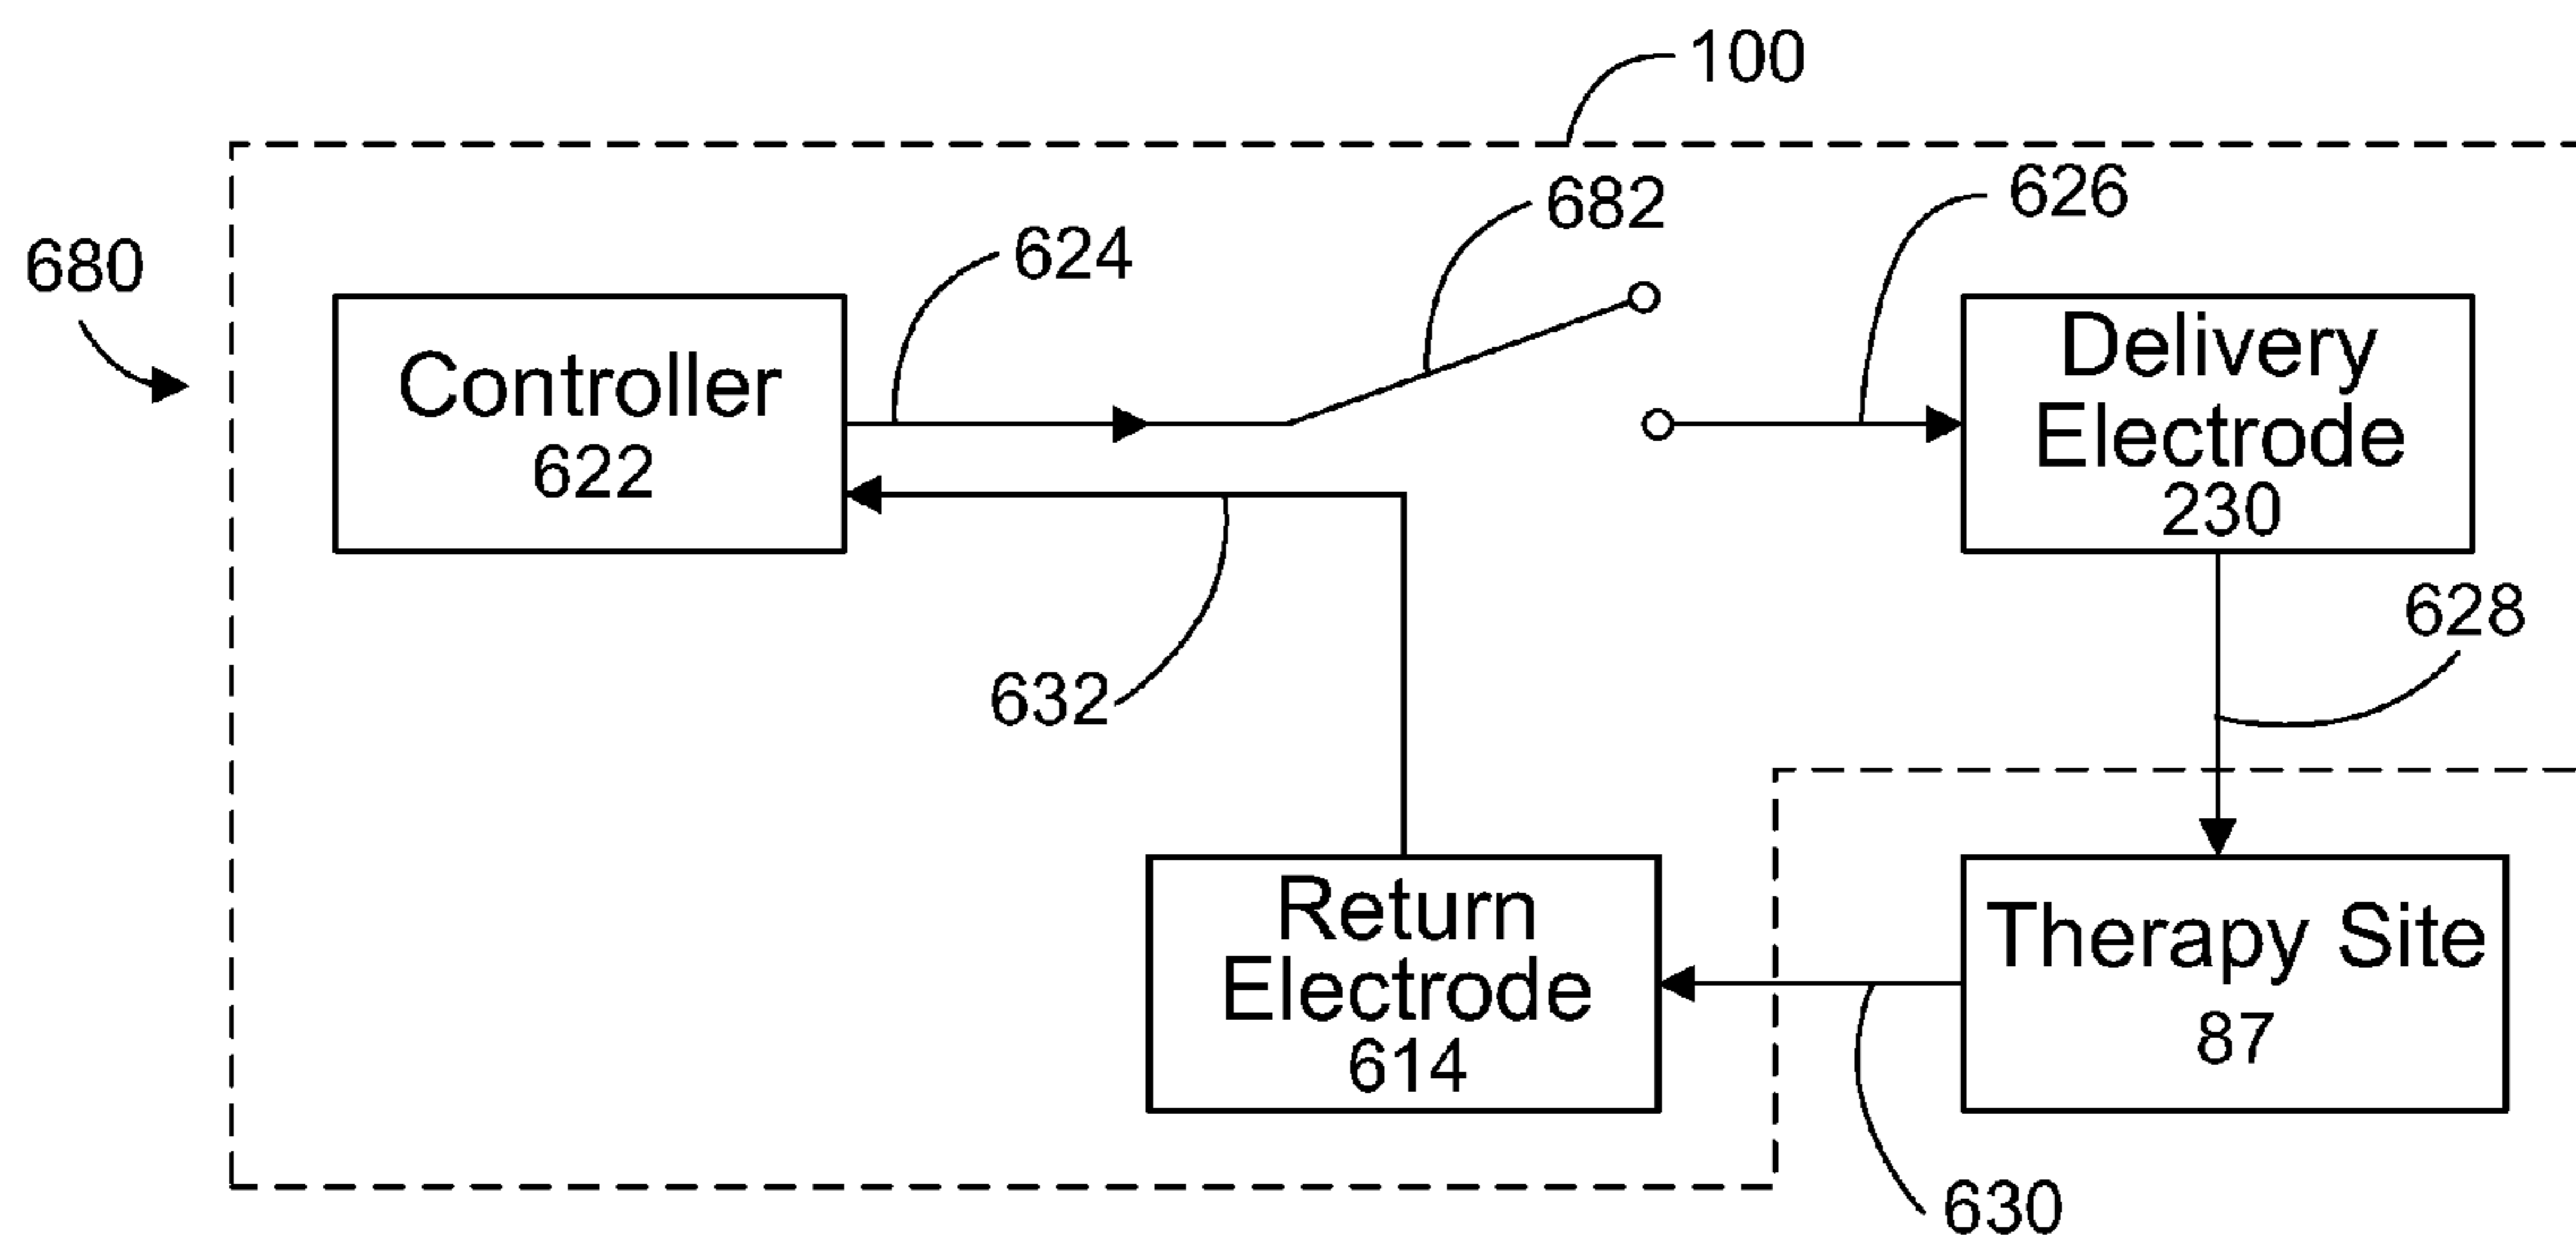 100
682
626
680
624
Controller
622
Delivery
Electrode
230
628
632
Return
Electrode
614
Therapy Site
87
630